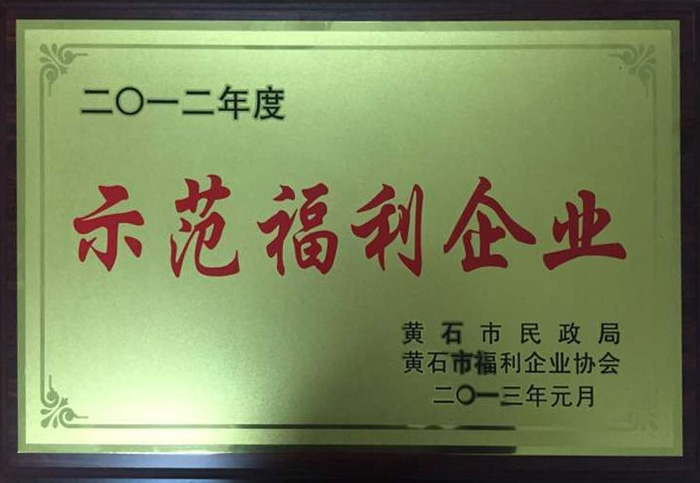 二〇一二年度
示范福利企业
黄石市民政局
黄石市福利企业协会
二〇一三年元月